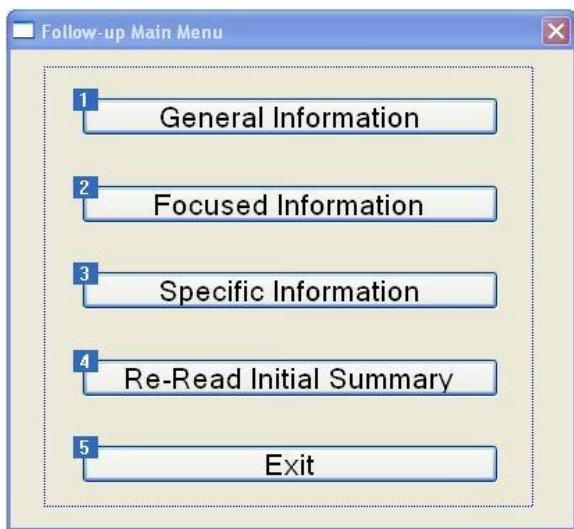 Follow-up Main Menu
1
General Information
2
Focused Information
3
Specific Information
4
Re-Read Initial Summary
5
Exit